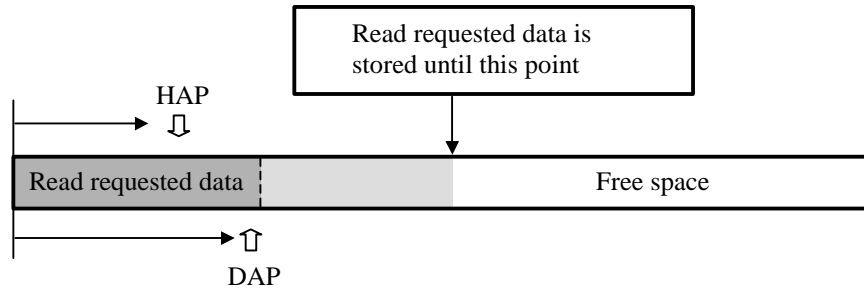 Read requested data is
stored until this point
HAP
Read requested data
Free space
DAP